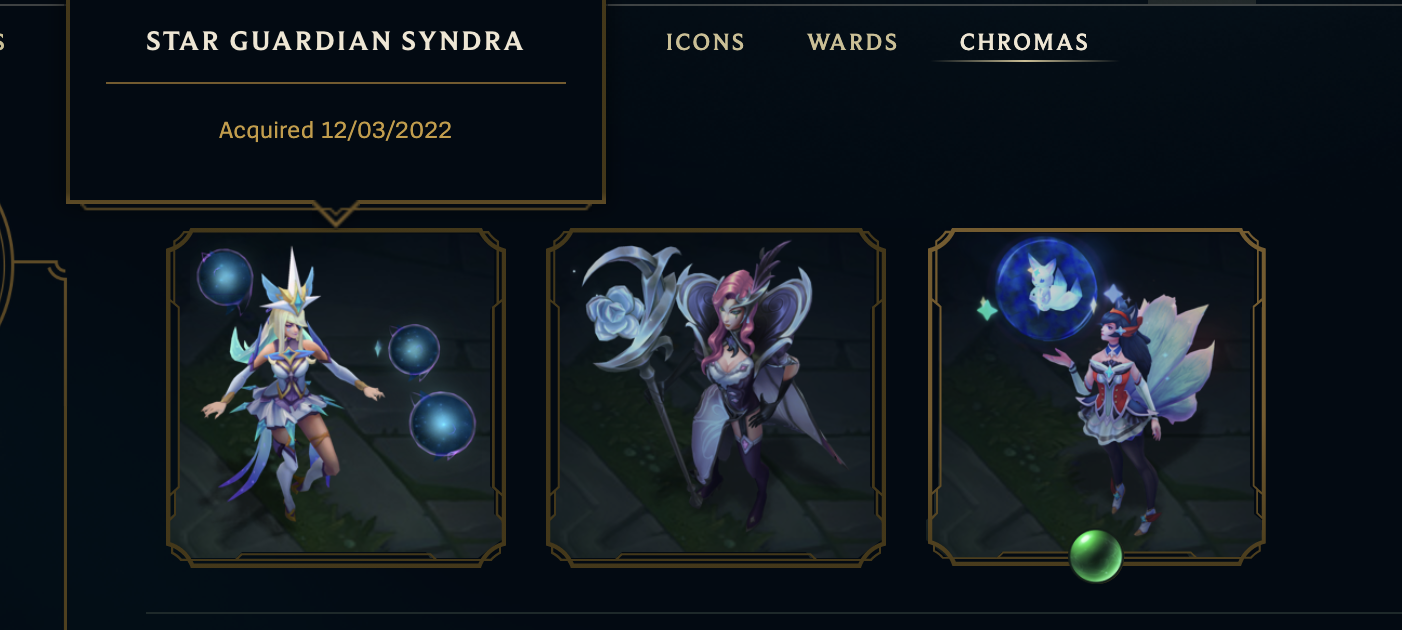 S
STAR GUARDIAN SYNDRA
ICONS
WARDS
CHROMAS
Acquired 12/03/2022